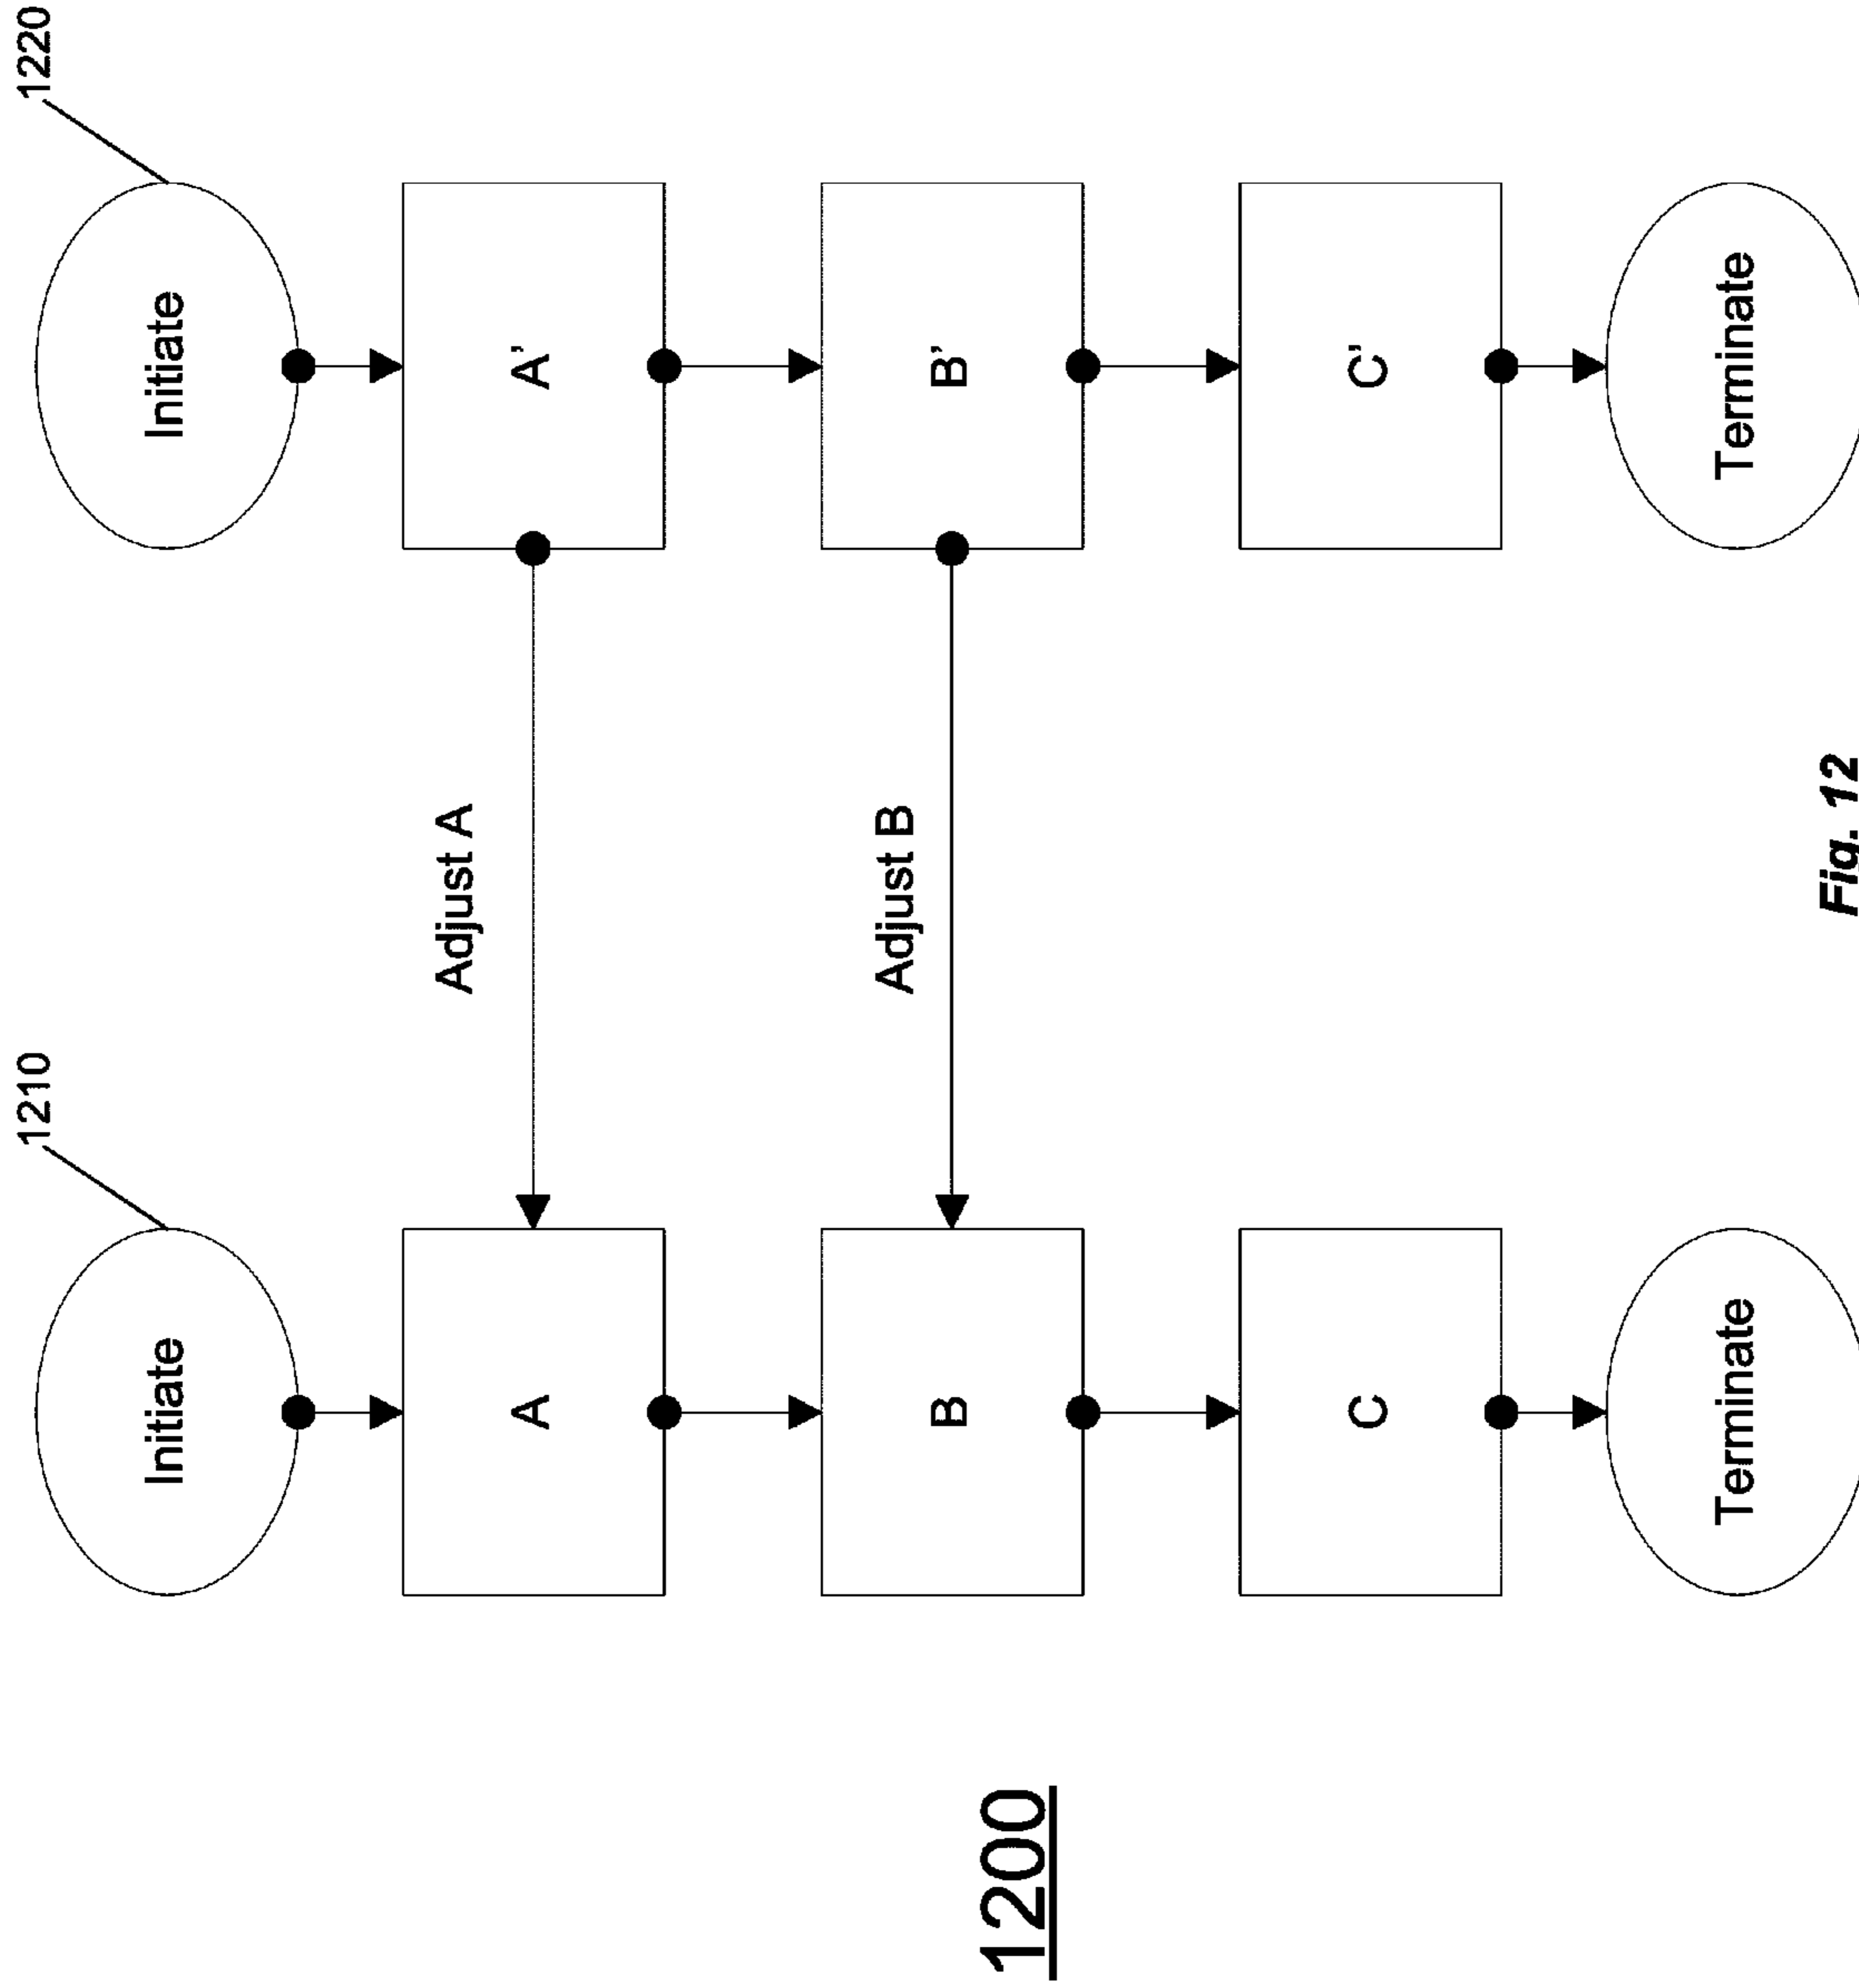 1210
1220
Initiate
Initiate
Adjust A
A
A'
Adjust B
B
B'
1200
C
C'
Terminate
Terminate
Fig. 12